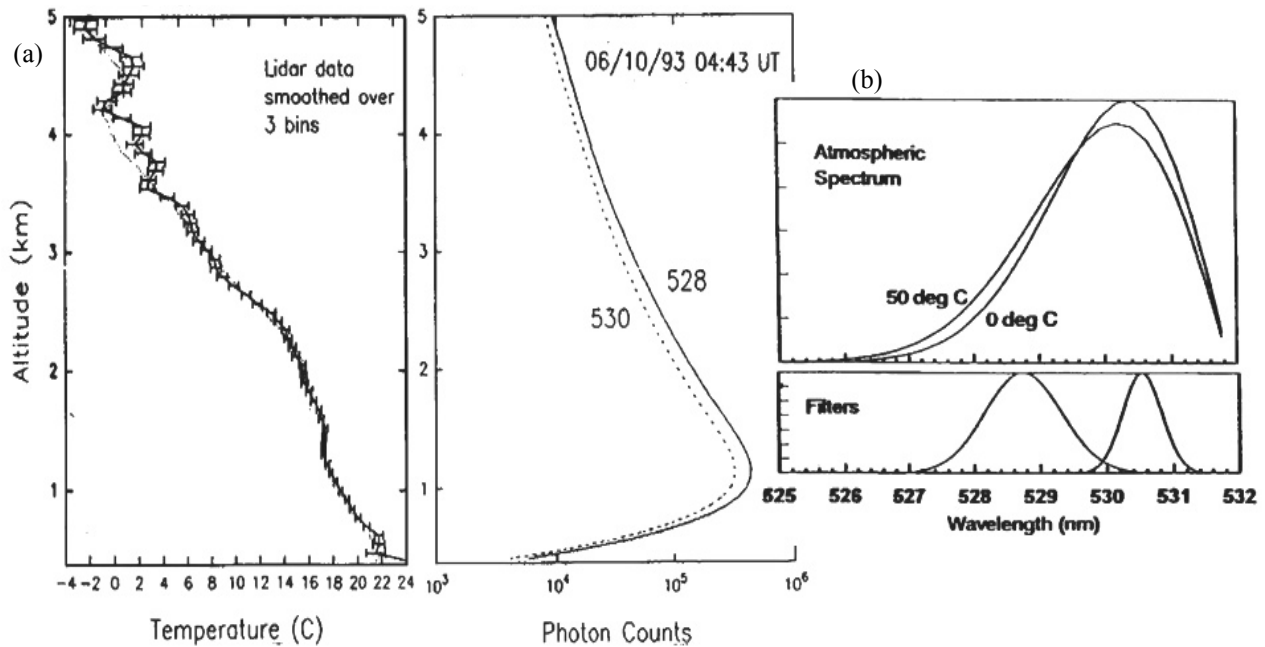 (a)
5
4
3
2
1
Altitude (km)
Lidar data
smoothed over
3 bins
-4 -2 0 2 4 6 8 10 12 14 16 18 20 22 24
Temperature (C)
5
4
3
2
1
06/10/93 04:43 UT
528
530
10³ 10⁴ 10⁵ 10⁶
Photon Counts
(b)
Atmospheric
Spectrum
50 deg C
0 deg C
Filters
525 526 527 528 529 530 531 532
Wavelength (nm)